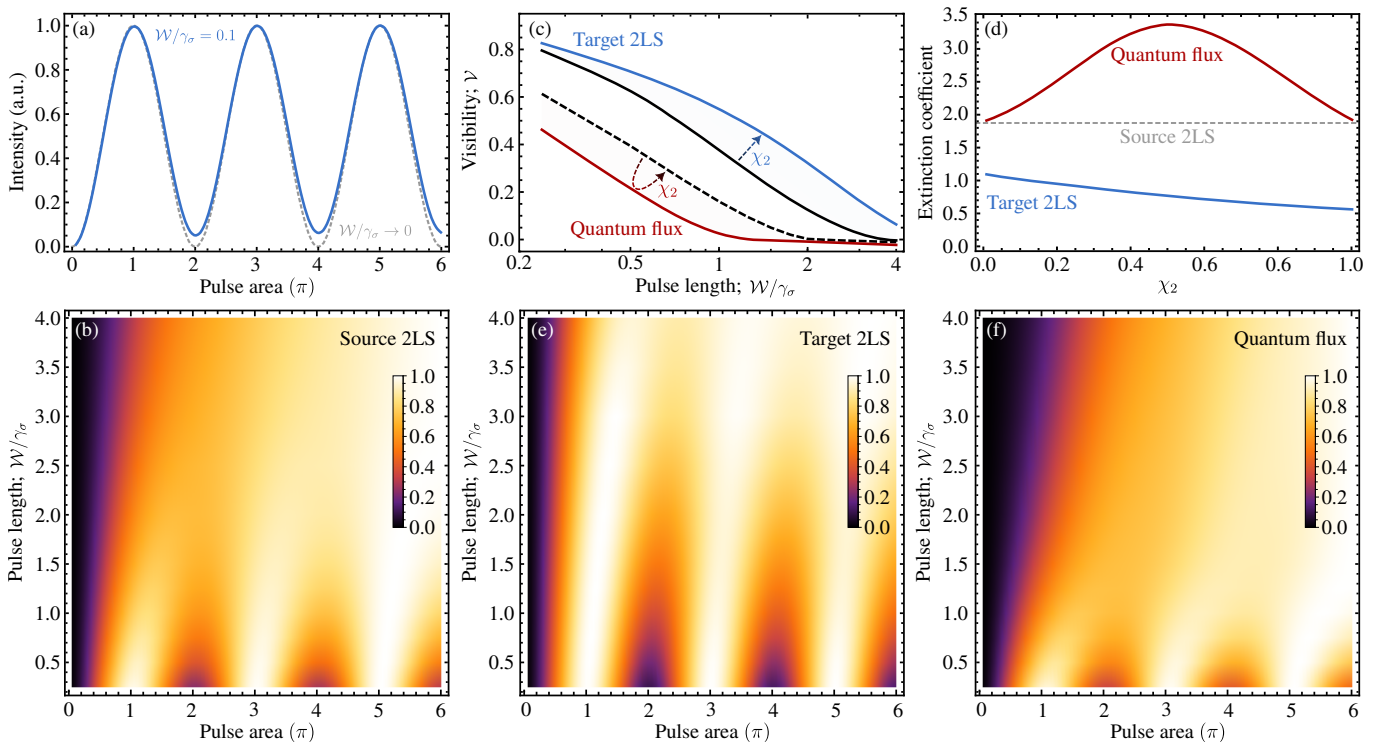 (a)
Intensity (a.u.)
1.0
0.8
0.6
0.4
0.2
0.0
𝒲/γσ = 0.1
𝒲/γσ → 0
0 1 2 3 4 5 6
Pulse area (π)
(c)
Visibility; 𝒱
0.8
0.6
0.4
0.2
0.0
Target 2LS
χ2
χ2
Quantum flux
0.2 0.5 1 2 4
Pulse length; 𝒲/γσ
(d)
Extinction coefficient
3.5
3.0
2.5
2.0
1.5
1.0
0.5
0.0
Quantum flux
Source 2LS
Target 2LS
0.0 0.2 0.4 0.6 0.6 1.0
χ2
(b)
Source 2LS
Pulse length; 𝒲/γσ
4.0
3.5
3.0
2.5
2.0
1.5
1.0
0.5
1.0
0.8
0.6
0.4
0.2
0.0
0 1 2 3 4 5 6
Pulse area (π)
(e)
Target 2LS
Pulse length; 𝒲/γσ
4.0
3.5
3.0
2.5
2.0
1.5
1.0
0.5
1.0
0.8
0.6
0.4
0.2
0.0
0 1 2 3 4 5 6
Pulse area (π)
(f)
Quantum flux
Pulse length; 𝒲/γσ
4.0
3.5
3.0
2.5
2.0
1.5
1.0
0.5
1.0
0.8
0.6
0.4
0.2
0.0
0 1 2 3 4 5 6
Pulse area (π)